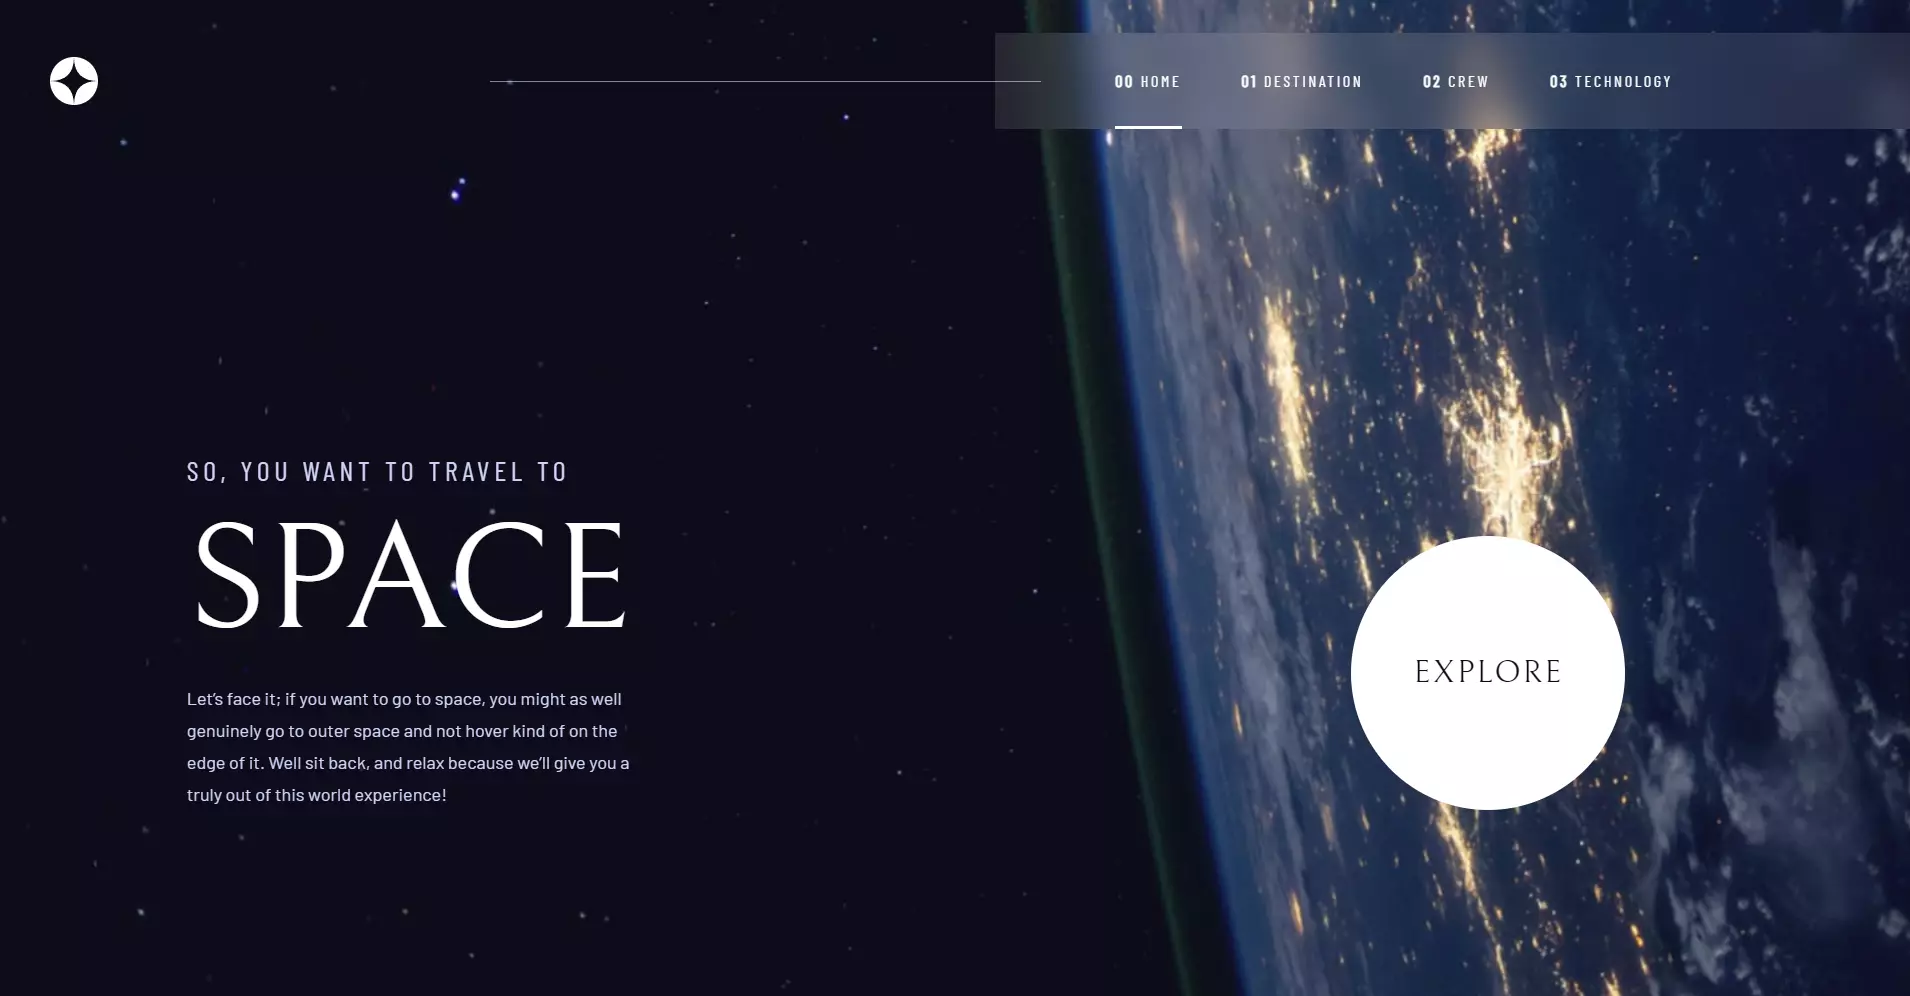 00 HOME
01 DESTINATION
02 CREW
03 TECHNOLOGY
SO, YOU WANT TO TRAVEL TO
SPACE
Let’s face it; if you want to go to space, you might as well
genuinely go to outer space and not hover kind of on the
edge of it. Well sit back, and relax because we’ll give you a
truly out of this world experience!
EXPLORE